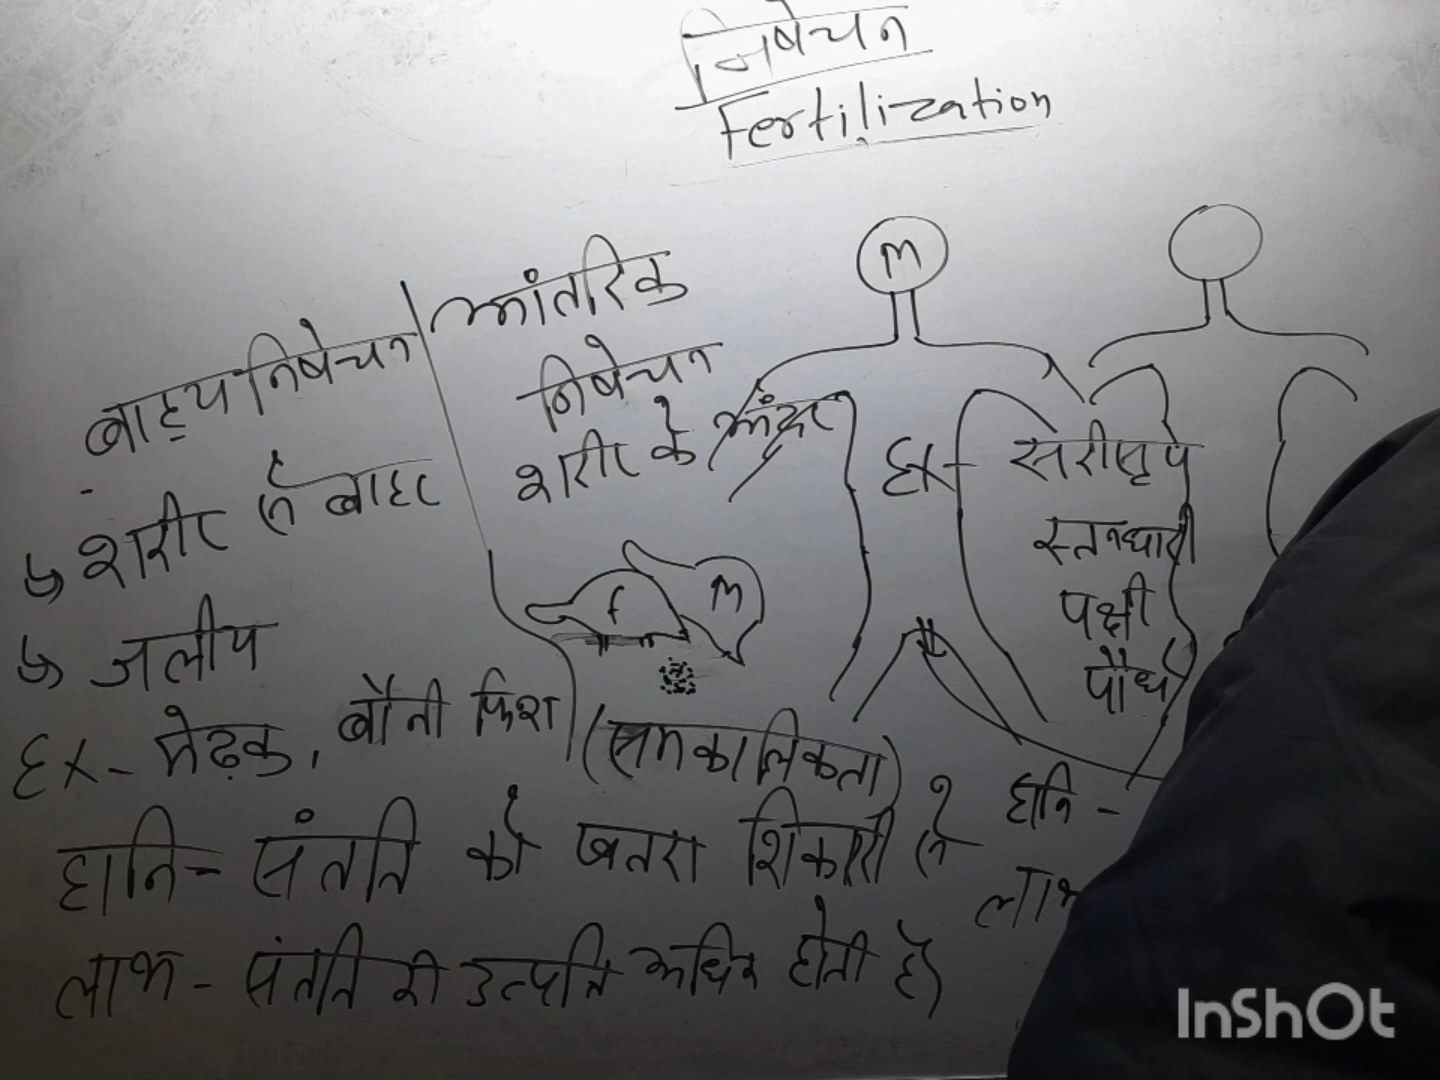 निषेचन
Fertilization
बाह्य निषेचन
↳ शरीर से बाहर
↳ जलीय
Ex- मेढ़क, बौनी फिश
(समकालिकता)
हानि - संतति को खतरा शिकारी से
लाभ - संतति की उत्पत्ति अधिक होती है
आंतरिक
निषेचन
शरीर के अंदर
f
M
M
Ex- सरीसृप
स्तनधारी
पक्षी
पौधे
हानि -
लाभ
InShOt